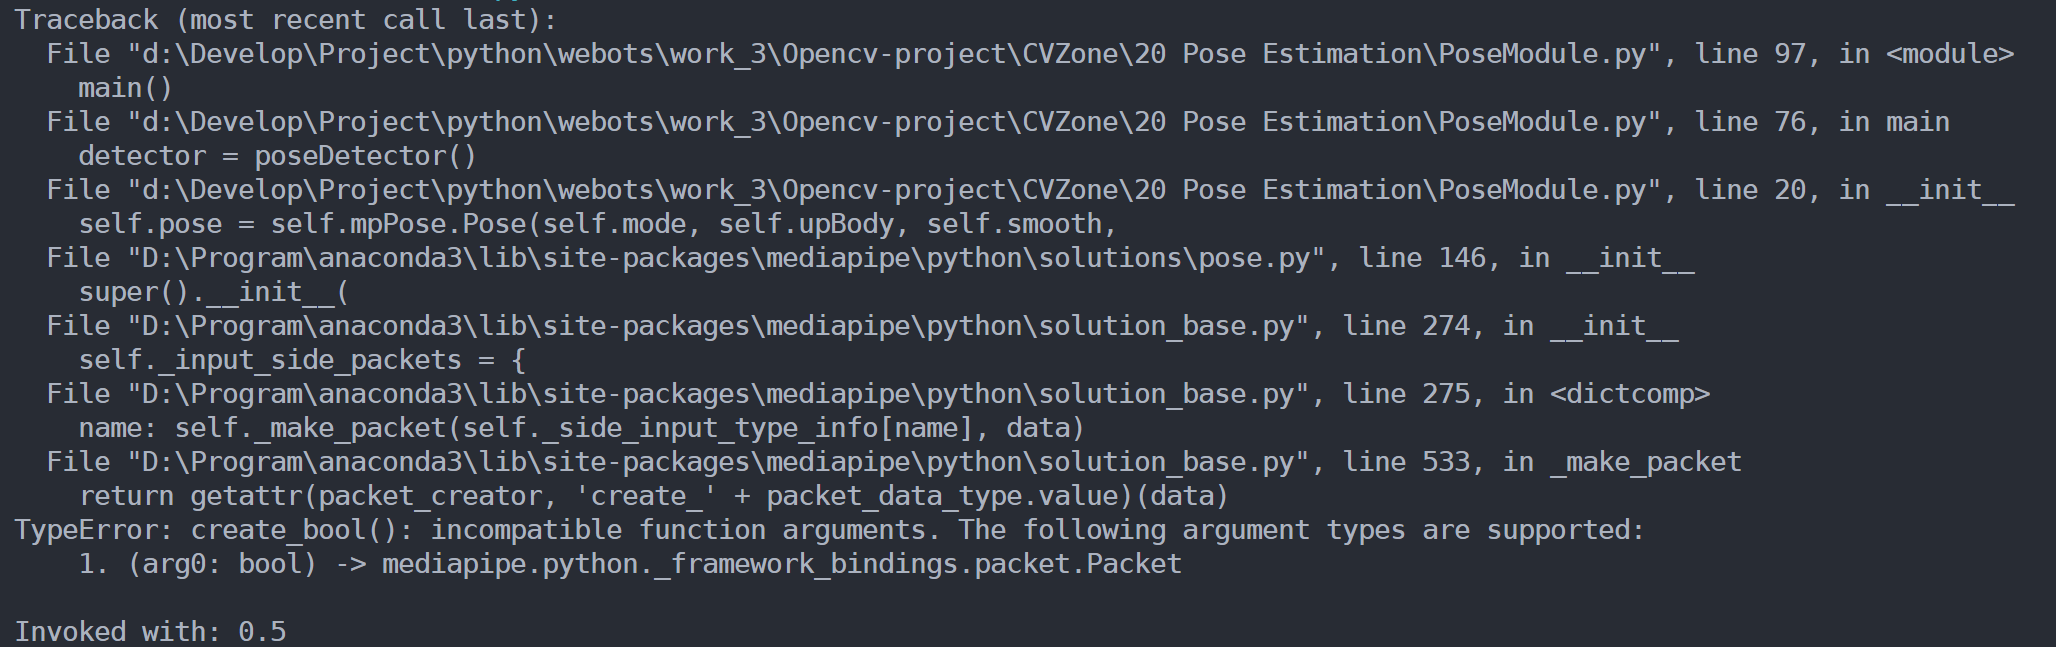 Traceback (most recent call last):
  File "d:\Develop\Project\python\webots\work_3\Opencv-project\CVZone\20 Pose Estimation\PoseModule.py", line 97, in <module>
    main()
  File "d:\Develop\Project\python\webots\work_3\Opencv-project\CVZone\20 Pose Estimation\PoseModule.py", line 76, in main
    detector = poseDetector()
  File "d:\Develop\Project\python\webots\work_3\Opencv-project\CVZone\20 Pose Estimation\PoseModule.py", line 20, in __init__
    self.pose = self.mpPose.Pose(self.mode, self.upBody, self.smooth,
  File "D:\Program\anaconda3\lib\site-packages\mediapipe\python\solutions\pose.py", line 146, in __init__
    super().__init__(
  File "D:\Program\anaconda3\lib\site-packages\mediapipe\python\solution_base.py", line 274, in __init__
    self._input_side_packets = {
  File "D:\Program\anaconda3\lib\site-packages\mediapipe\python\solution_base.py", line 275, in <dictcomp>
    name: self._make_packet(self._side_input_type_info[name], data)
  File "D:\Program\anaconda3\lib\site-packages\mediapipe\python\solution_base.py", line 533, in _make_packet
    return getattr(packet_creator, 'create_' + packet_data_type.value)(data)
TypeError: create_bool(): incompatible function arguments. The following argument types are supported:
    1. (arg0: bool) -> mediapipe.python._framework_bindings.packet.Packet

Invoked with: 0.5